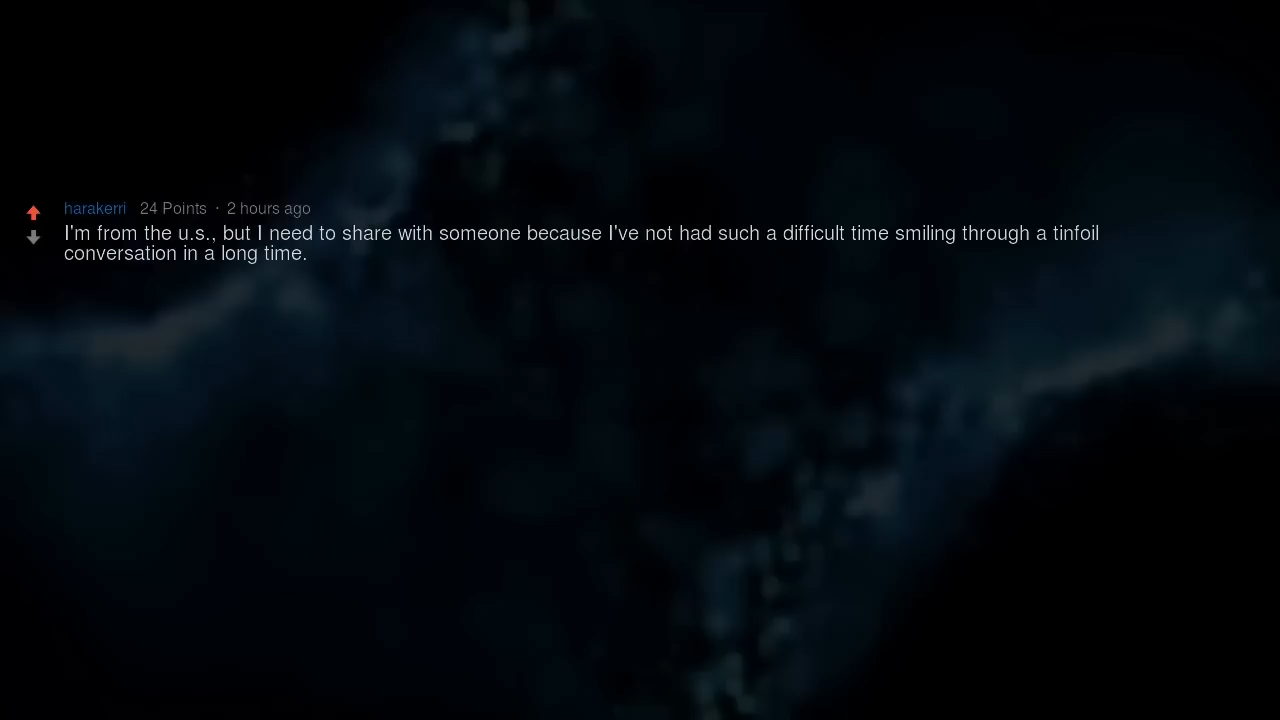 harakerri 24 Points · 2 hours ago
I'm from the u.s., but I need to share with someone because I've not had such a difficult time smiling through a tinfoil
conversation in a long time.